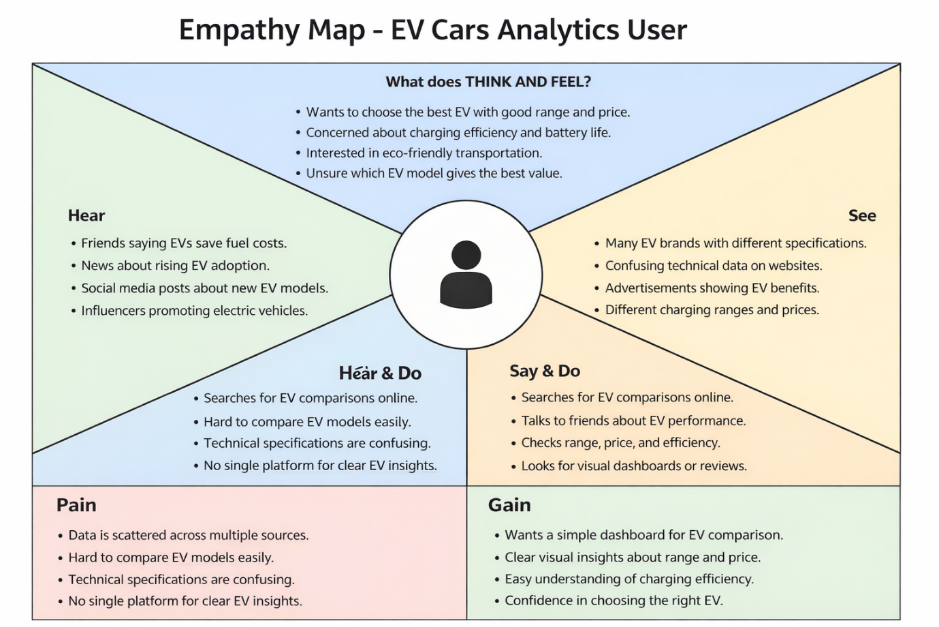 Empathy Map - EV Cars Analytics User
What does THINK AND FEEL?
• Wants to choose the best EV with good range and price.
• Concerned about charging efficiency and battery life.
• Interested in eco-friendly transportation.
• Unsure which EV model gives the best value.
Hear
• Friends saying EVs save fuel costs.
• News about rising EV adoption.
• Social media posts about new EV models.
• Influencers promoting electric vehicles.
See
• Many EV brands with different specifications.
• Confusing technical data on websites.
• Advertisements showing EV benefits.
• Different charging ranges and prices.
& Do
• Searches for EV comparisons online.
• Hard to compare EV models easily.
• Technical specifications are confusing.
• No single platform for clear EV insights.
Say & Do
• Searches for EV comparisons online.
• Talks to friends about EV performance.
• Checks range, price, and efficiency.
• Looks for visual dashboards or reviews.
Pain
• Data is scattered across multiple sources.
• Hard to compare EV models easily.
• Technical specifications are confusing.
• No single platform for clear EV insights.
Gain
• Wants a simple dashboard for EV comparison.
• Clear visual insights about range and price.
• Easy understanding of charging efficiency.
• Confidence in choosing the right EV.